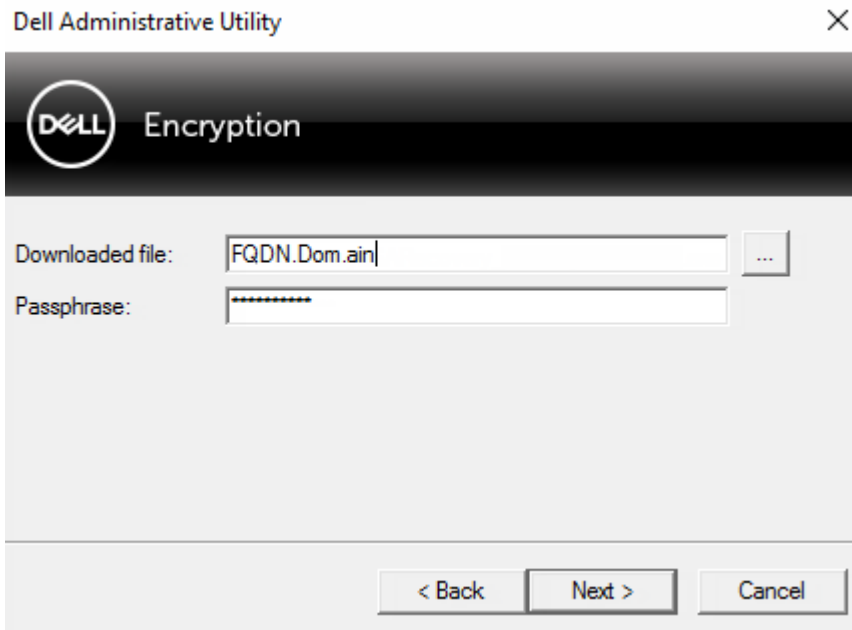 Dell Administrative Utility
DELL Encryption
Downloaded file: FQDN.Dom.ain ...
Passphrase: **********
< Back Next > Cancel